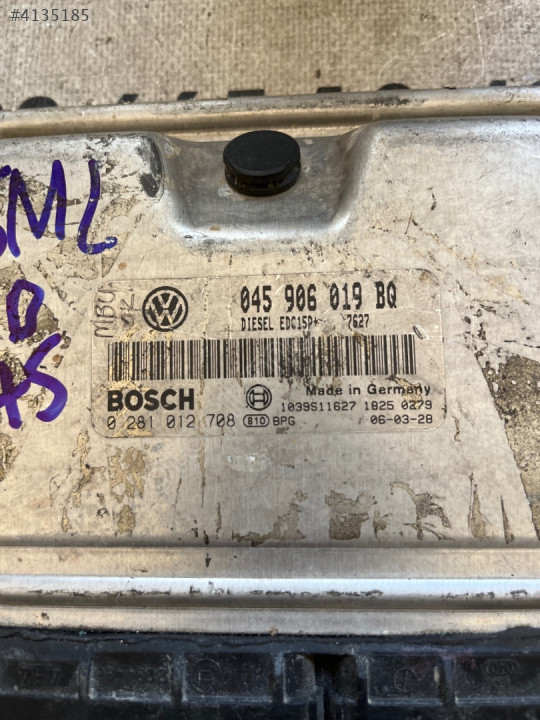 #4135185
045 906 019 BQ
DIESEL EDC15P+ 7627
BOSCH
Made in Germany
1039S11627 1825 0279
0 281 012 708 810 BPG
06-03-28